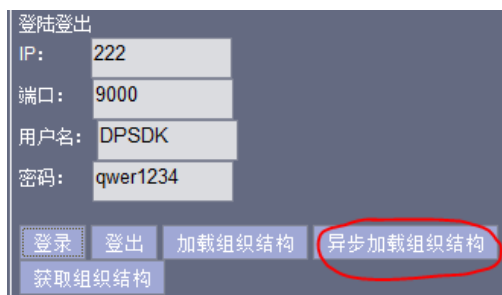 登陆登出
IP： 222
端口： 9000
用户名： DPSDK
密码： qwer1234
登录 登出 加载组织结构 异步加载组织结构
获取组织结构